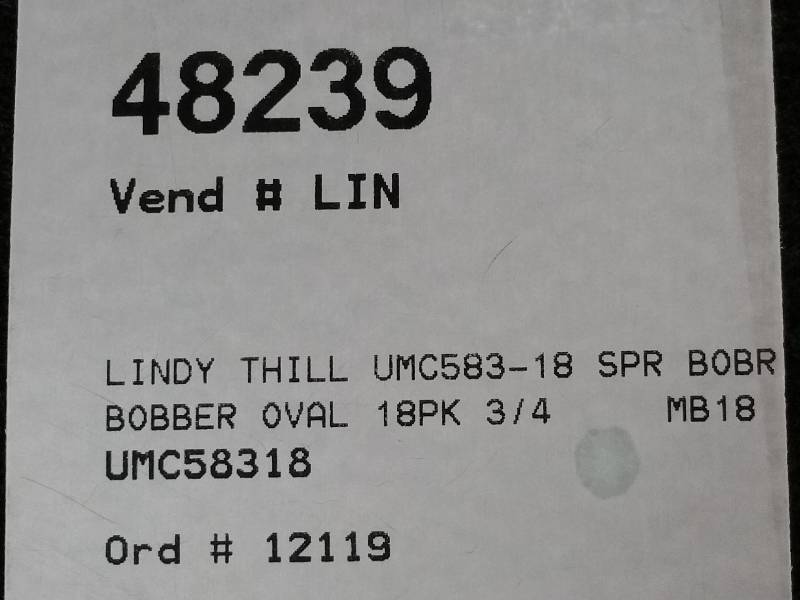 48239
Vend # LIN
LINDY THILL UMC583-18 SPR BOBR
BOBBER OVAL 18PK 3/4 MB18
UMC58318
Ord # 12119